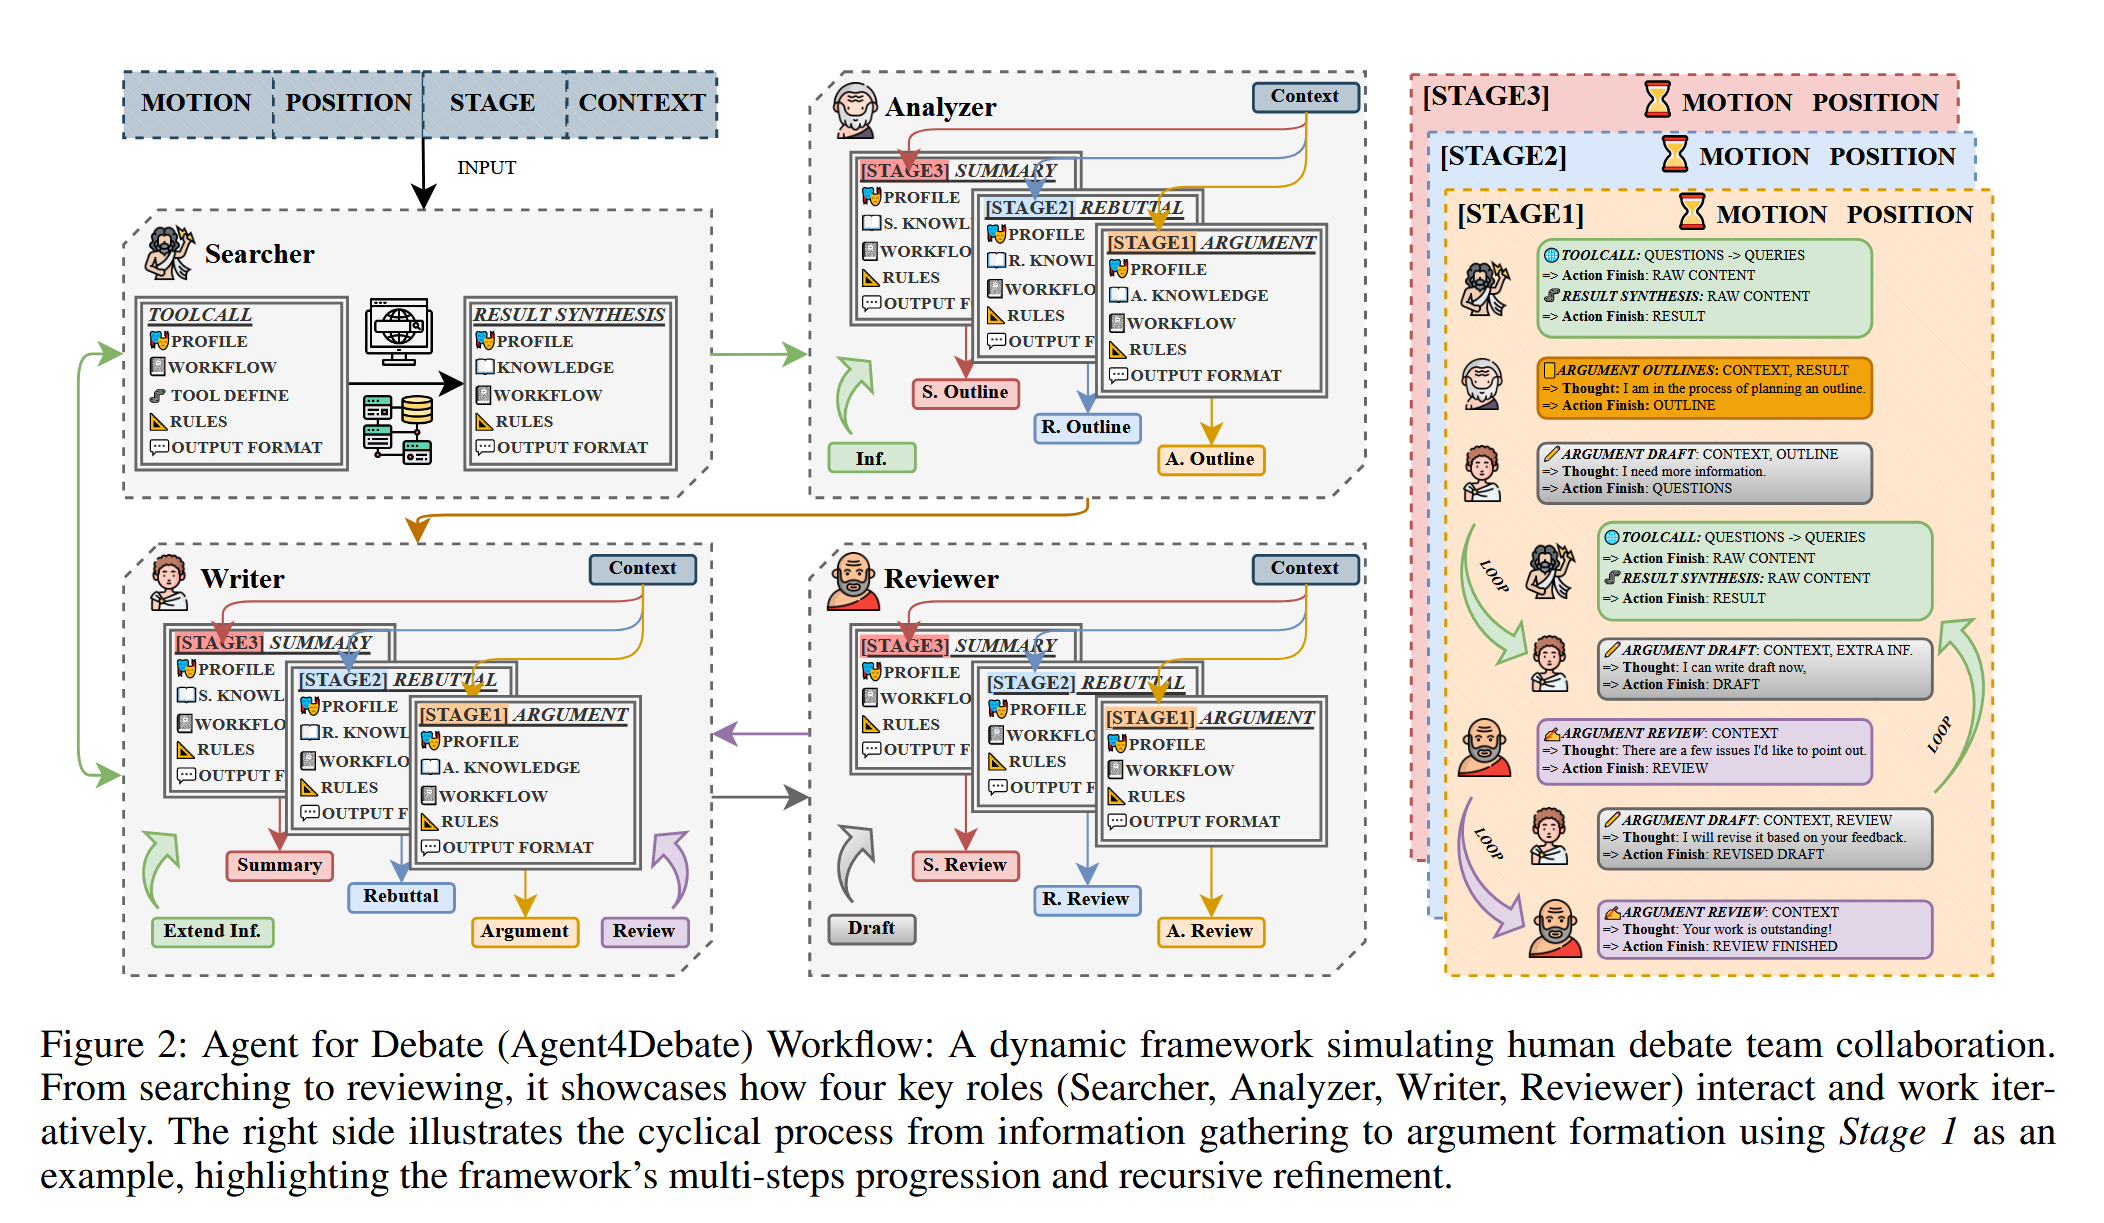 MOTION POSITION STAGE CONTEXT
INPUT
Searcher
TOOLCALL
PROFILE
WORKFLOW
TOOL DEFINE
RULES
OUTPUT FORMAT
RESULT SYNTHESIS
PROFILE
KNOWLEDGE
WORKFLOW
RULES
OUTPUT FORMAT
Analyzer
Context
[STAGE3] SUMMARY
PROFILE
S. KNOWL
WORKFLO
RULES
OUTPUT F
[STAGE2] REBUTTAL
PROFILE
R. KNOWL
WORKFLO
RULES
OUTPUT F
[STAGE1] ARGUMENT
PROFILE
A. KNOWLEDGE
WORKFLOW
RULES
OUTPUT FORMAT
S. Outline
R. Outline
A. Outline
Inf.
Writer
Context
[STAGE3] SUMMARY
PROFILE
S. KNOWL
WORKFLO
RULES
OUTPUT F
[STAGE2] REBUTTAL
PROFILE
R. KNOWL
WORKFLO
RULES
OUTPUT F
[STAGE1] ARGUMENT
PROFILE
A. KNOWLEDGE
WORKFLOW
RULES
OUTPUT FORMAT
Summary
Rebuttal
Argument
Extend Inf.
Review
Reviewer
Context
[STAGE3] SUMMARY
PROFILE
WORKFLO
RULES
OUTPUT F
[STAGE2] REBUTTAL
PROFILE
WORKFLO
RULES
OUTPUT F
[STAGE1] ARGUMENT
PROFILE
WORKFLOW
RULES
OUTPUT FORMAT
S. Review
R. Review
A. Review
Draft
[STAGE3] MOTION POSITION
[STAGE2] MOTION POSITION
[STAGE1] MOTION POSITION
TOOLCALL: QUESTIONS -> QUERIES
=> Action Finish: RAW CONTENT
RESULT SYNTHESIS: RAW CONTENT
=> Action Finish: RESULT
ARGUMENT OUTLINES: CONTEXT, RESULT
=> Thought: I am in the process of planning an outline.
=> Action Finish: OUTLINE
ARGUMENT DRAFT: CONTEXT, OUTLINE
=> Thought: I need more information.
=> Action Finish: QUESTIONS
LOOP
TOOLCALL: QUESTIONS -> QUERIES
=> Action Finish: RAW CONTENT
RESULT SYNTHESIS: RAW CONTENT
=> Action Finish: RESULT
ARGUMENT DRAFT: CONTEXT, EXTRA INF.
=> Thought: I can write draft now,
=> Action Finish: DRAFT
ARGUMENT REVIEW: CONTEXT
=> Thought: There are a few issues I'd like to point out.
=> Action Finish: REVIEW
LOOP
LOOP
ARGUMENT DRAFT: CONTEXT, REVIEW
=> Thought: I will revise it based on your feedback.
=> Action Finish: REVISED DRAFT
ARGUMENT REVIEW: CONTEXT
=> Thought: Your work is outstanding!
=> Action Finish: REVIEW FINISHED
Figure 2: Agent for Debate (Agent4Debate) Workflow: A dynamic framework simulating human debate team collaboration.
From searching to reviewing, it showcases how four key roles (Searcher, Analyzer, Writer, Reviewer) interact and work iter-
atively. The right side illustrates the cyclical process from information gathering to argument formation using Stage 1 as an
example, highlighting the framework's multi-steps progression and recursive refinement.